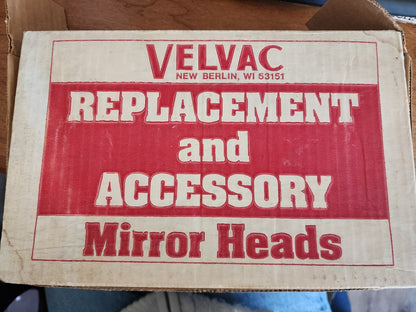 VELVAC
NEW BERLIN, WI 53151
REPLACEMENT
and
ACCESSORY
Mirror Heads